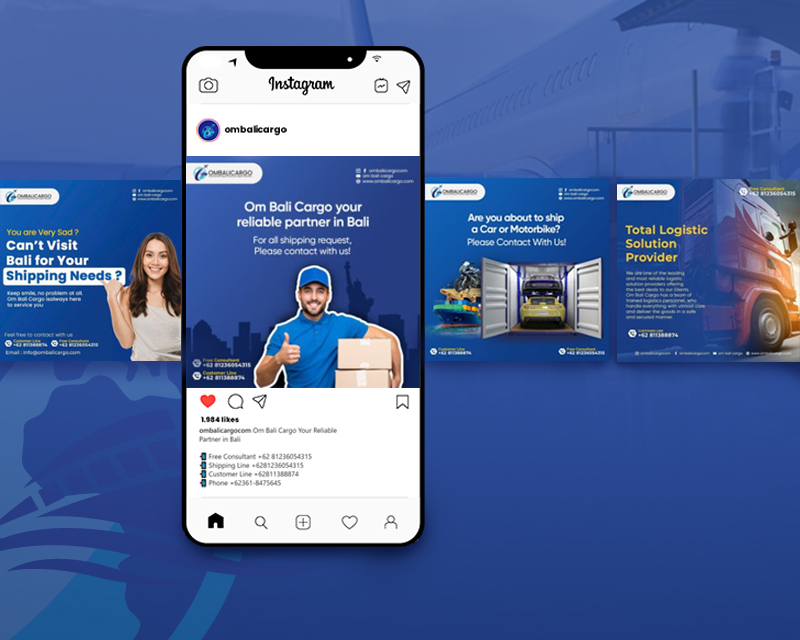 Instagram
ombalicargo
OMBALICARGO
ombalicargo.com
om bali cargo
www.ombalicargo.com
Om Bali Cargo your
reliable partner in Bali
For all shipping request,
Please contact with us!
Free Consultant
+62 81236054315
Customer Line
+62 811388874
1.984 likes
ombalicargocom Om Bali Cargo Your Reliable
Partner in Bali
Free Consultant +62 81236054315
Shipping Line +6281236054315
Customer Line +62811388874
Phone +62361-8475645
OMBALICARGO
ombalicargo.com
om bali cargo
www.ombalicargo.com
You are Very Sad ?
Can't Visit
Bali for Your
Shipping Needs ?
Keep smile, no problem at all.
Om Bali Cargo is always here
to service you
Feel free to contact with us
Customer Line
+62 811388874
Free Consultant
+62 81236054315
Email : info@ombalicargo.com
OMBALICARGO
ombalicargo.com
om bali cargo
www.ombalicargo.com
Are you about to ship
a Car or Motorbike?
Please Contact With Us!
Customer Line
+62 811388874
Free Consultant
+62 81236054315
OMBALICARGO
Free Consultant
+62 81236054315
Total Logistic
Solution
Provider
We are one of the leading
and most reliable logistic
solution providers offering
the best deals to our clients.
Om Bali Cargo has a team of
trained logistics personnel, who
handle everything with utmost care
and deliver the goods in a safe
and secured manner.
Customer Line
+62 811388874
ombalicargo.com
ombalicargo.com
om bali cargo